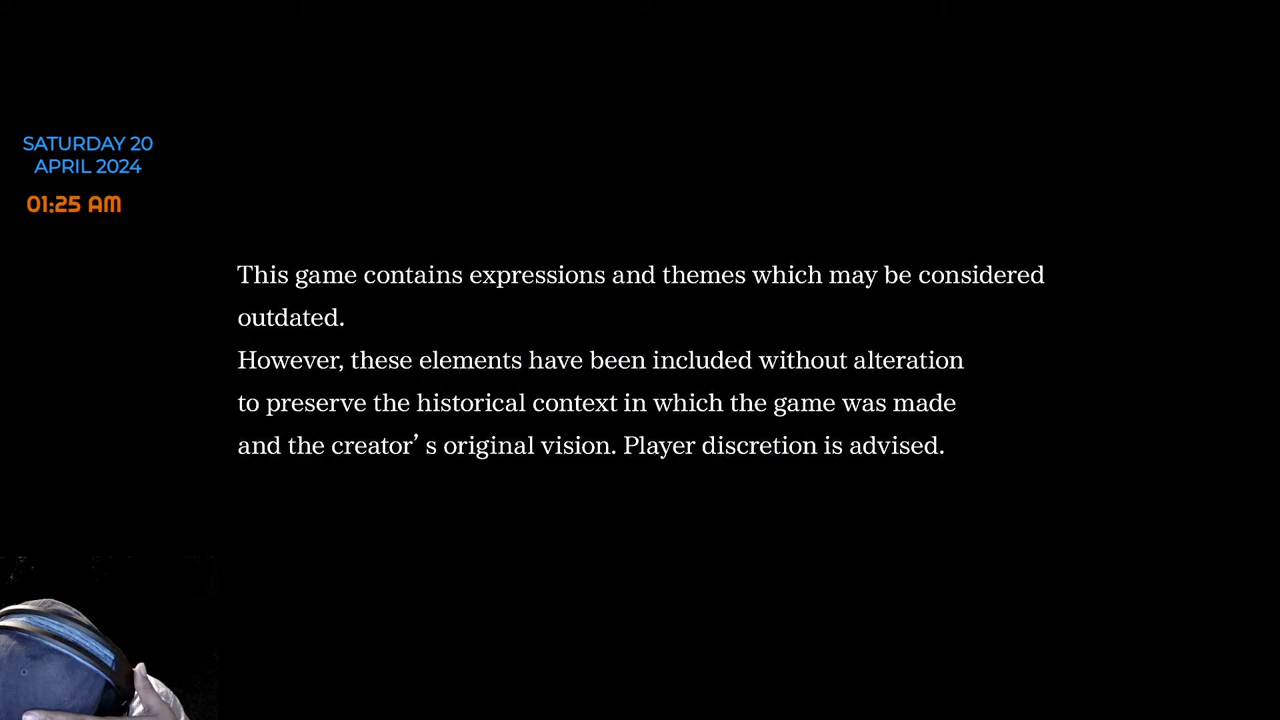 SATURDAY 20
APRIL 2024
01:25 AM
This game contains expressions and themes which may be considered
outdated.
However, these elements have been included without alteration
to preserve the historical context in which the game was made
and the creator’ s original vision. Player discretion is advised.